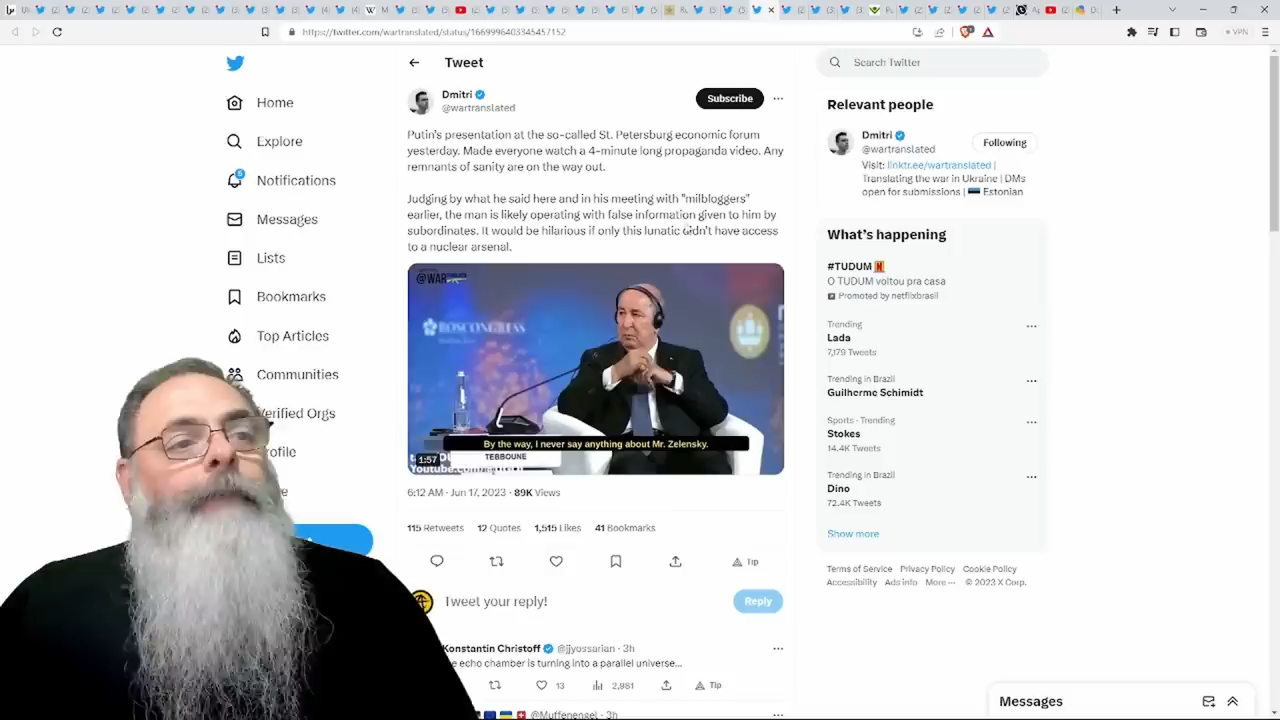 https://twitter.com/wartranslated/status/1669996403345457152
VPN
Home
Explore
Notifications
Messages
Lists
Bookmarks
Top Articles
Communities
Verified Orgs
Tweet
Dmitri
@wartranslated
Subscribe
Putin's presentation at the so-called St. Petersburg economic forum
yesterday. Made everyone watch a 4-minute long propaganda video. Any
remnants of sanity are on the way out.
Judging by what he said here and in his meeting with "milbloggers"
earlier, the man is likely operating with false information given to him by
subordinates. It would be hilarious if only this lunatic didn't have access
to a nuclear arsenal.
ROSCONGRESS
By the way, I never say anything about Mr. Zelensky.
1:57
TEBBOUNE
6:12 AM · Jun 17, 2023 · 89K Views
115 Retweets 12 Quotes 1,515 Likes 41 Bookmarks
Tip
Tweet your reply!
Reply
Konstantin Christoff @jjyossarian · 3h
echo chamber is turning into a parallel universe...
13
2,981
Tip
@Muffenengel · 3h
Search Twitter
Relevant people
Dmitri
@wartranslated
Following
Visit: linktr.ee/wartranslated |
Translating the war in Ukraine | DMs
open for submissions | Estonian
What's happening
#TUDUM
O TUDUM voltou pra casa
Promoted by netflixbrasil
Trending
Lada
7,179 Tweets
Trending in Brazil
Guilherme Schimidt
Sports · Trending
Stokes
14.4K Tweets
Trending in Brazil
Dino
72.4K Tweets
Show more
Terms of Service Privacy Policy Cookie Policy
Accessibility Ads info More ··· © 2023 X Corp.
Messages